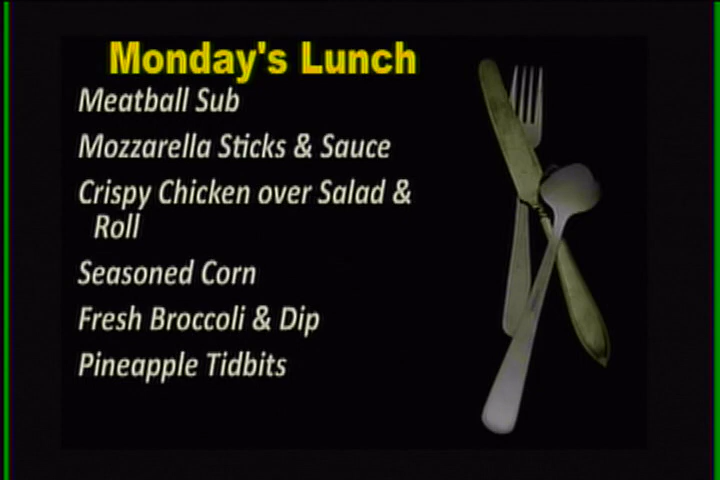 Monday's Lunch
Meatball Sub
Mozzarella Sticks & Sauce
Crispy Chicken over Salad &
Roll
Seasoned Corn
Fresh Broccoli & Dip
Pineapple Tidbits